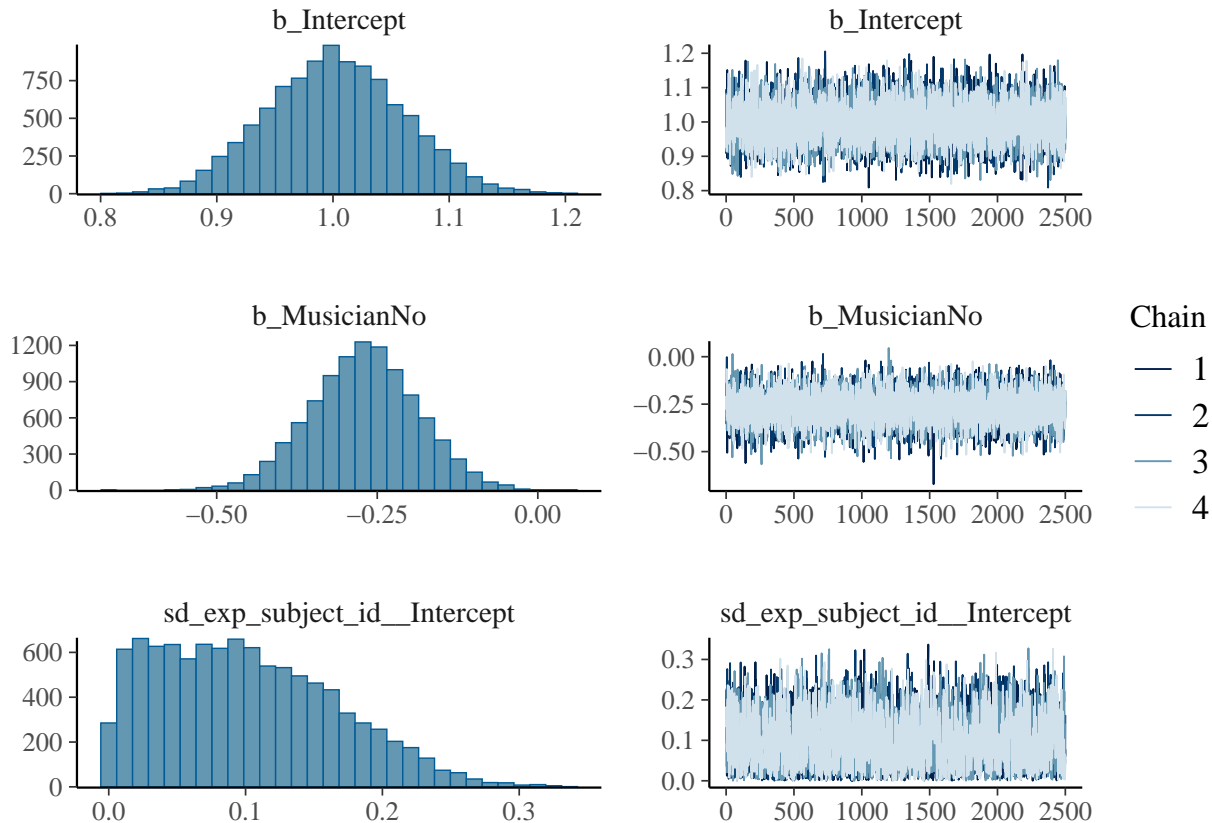 b_Intercept
750
500
250
0
0.8 0.9 1.0 1.1 1.2
b_Intercept
1.2
1.1
1.0
0.9
0.8
0 500 1000 1500 2000 2500
b_MusicianNo
1200
900
600
300
0
−0.50 −0.25 0.00
b_MusicianNo
0.00
−0.25
−0.50
0 500 1000 1500 2000 2500
sd_exp_subject_id__Intercept
600
400
200
0
0.0 0.1 0.2 0.3
sd_exp_subject_id__Intercept
0.3
0.2
0.1
0.0
0 500 1000 1500 2000 2500
Chain
1
2
3
4